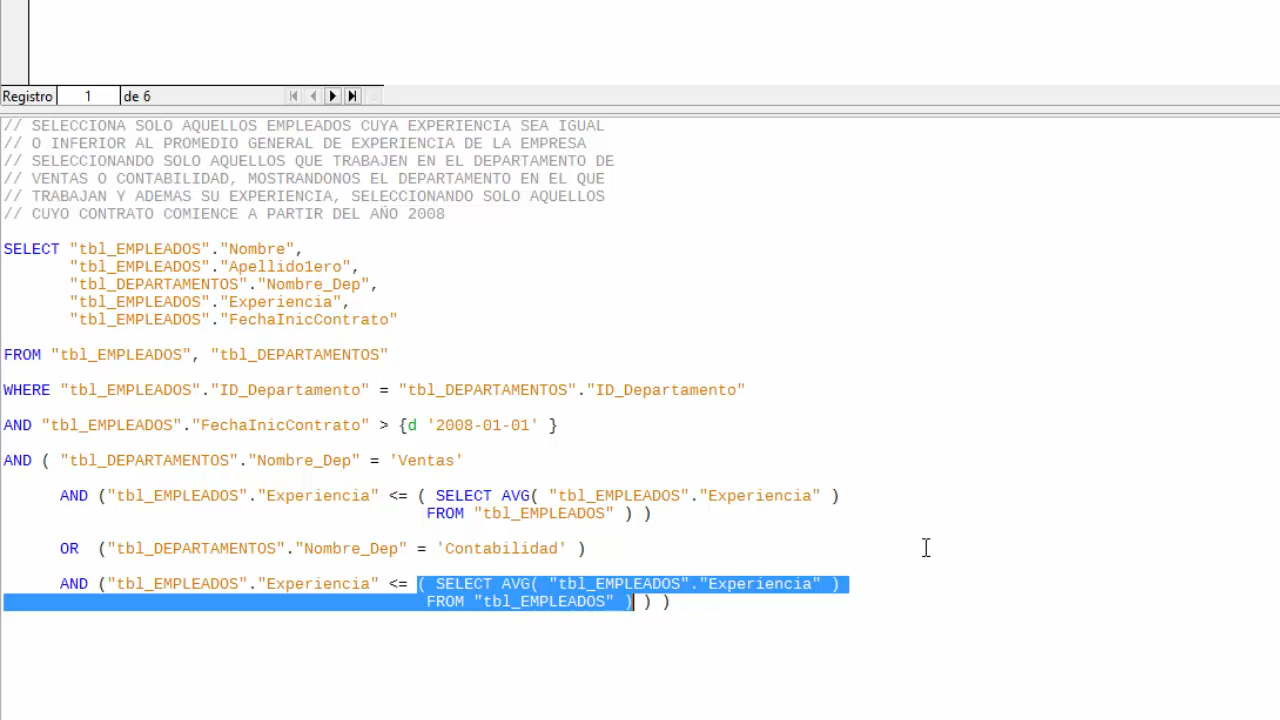 Registro 1 de 6
// SELECCIONA SOLO AQUELLOS EMPLEADOS CUYA EXPERIENCIA SEA IGUAL
// O INFERIOR AL PROMEDIO GENERAL DE EXPERIENCIA DE LA EMPRESA
// SELECCIONANDO SOLO AQUELLOS QUE TRABAJEN EN EL DEPARTAMENTO DE
// VENTAS O CONTABILIDAD, MOSTRANDONOS EL DEPARTAMENTO EN EL QUE
// TRABAJAN Y ADEMAS SU EXPERIENCIA, SELECCIONANDO SOLO AQUELLOS
// CUYO CONTRATO COMIENCE A PARTIR DEL AÑO 2008
SELECT "tbl_EMPLEADOS"."Nombre",
"tbl_EMPLEADOS"."Apellido1ero",
"tbl_DEPARTAMENTOS"."Nombre_Dep",
"tbl_EMPLEADOS"."Experiencia",
"tbl_EMPLEADOS"."FechaInicContrato"
FROM "tbl_EMPLEADOS", "tbl_DEPARTAMENTOS"
WHERE "tbl_EMPLEADOS"."ID_Departamento" = "tbl_DEPARTAMENTOS"."ID_Departamento"
AND "tbl_EMPLEADOS"."FechaInicContrato" > {d '2008-01-01' }
AND ( "tbl_DEPARTAMENTOS"."Nombre_Dep" = 'Ventas'
AND ("tbl_EMPLEADOS"."Experiencia" <= ( SELECT AVG( "tbl_EMPLEADOS"."Experiencia" )
FROM "tbl_EMPLEADOS" ) )
OR ("tbl_DEPARTAMENTOS"."Nombre_Dep" = 'Contabilidad' )
AND ("tbl_EMPLEADOS"."Experiencia" <= ( SELECT AVG( "tbl_EMPLEADOS"."Experiencia" )
FROM "tbl_EMPLEADOS" ) ) )